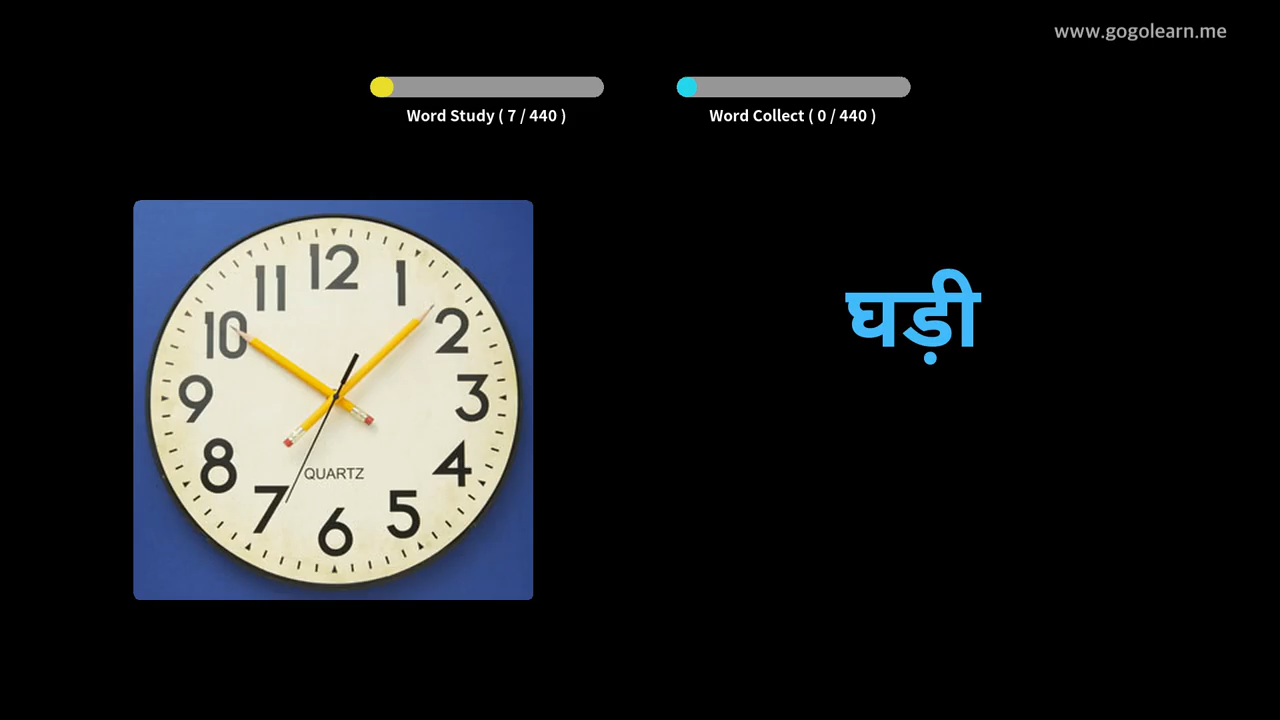 www.gogolearn.me
Word Study ( 7 / 440 )
Word Collect ( 0 / 440 )
12
11
1
10
2
9
3
8
4
QUARTZ
7
5
6
घड़ी